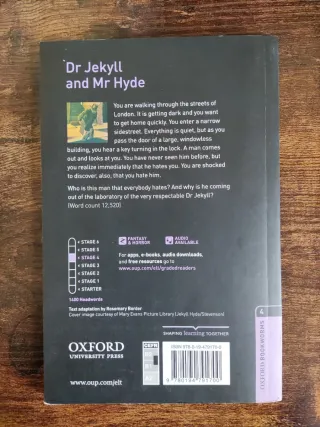 Dr Jekyll
and Mr Hyde
You are walking through the streets of
London. It is getting dark and you want
to get home quickly. You enter a narrow
sidestreet. Everything is quiet, but as you
pass the door of a large, windowless
building, you hear a key turning in the lock. A man comes
out and looks at you. You have never seen him before, but
you realize immediately that he hates you. You are shocked
to discover, also, that you hate him.
Who is this man that everybody hates? And why is he coming
out of the laboratory of the very respectable Dr Jekyll?
(Word count 12,520)
STAGE 6
STAGE 5
STAGE 4
STAGE 3
STAGE 2
STAGE 1
STARTER
FANTASY
& HORROR
AUDIO
AVAILABLE
For apps, e-books, audio downloads,
and free resources go to
www.oup.com/elt/gradedreaders
1400 Headwords
Text adaptation by Rosemary Border
Cover image courtesy of Mary Evans Picture Library (Jekyll Hyde/Stevenson)
SHAPING learning TOGETHER
OXFORD
UNIVERSITY PRESS
www.oup.com/elt
4
OXFORD BOOKWORMS